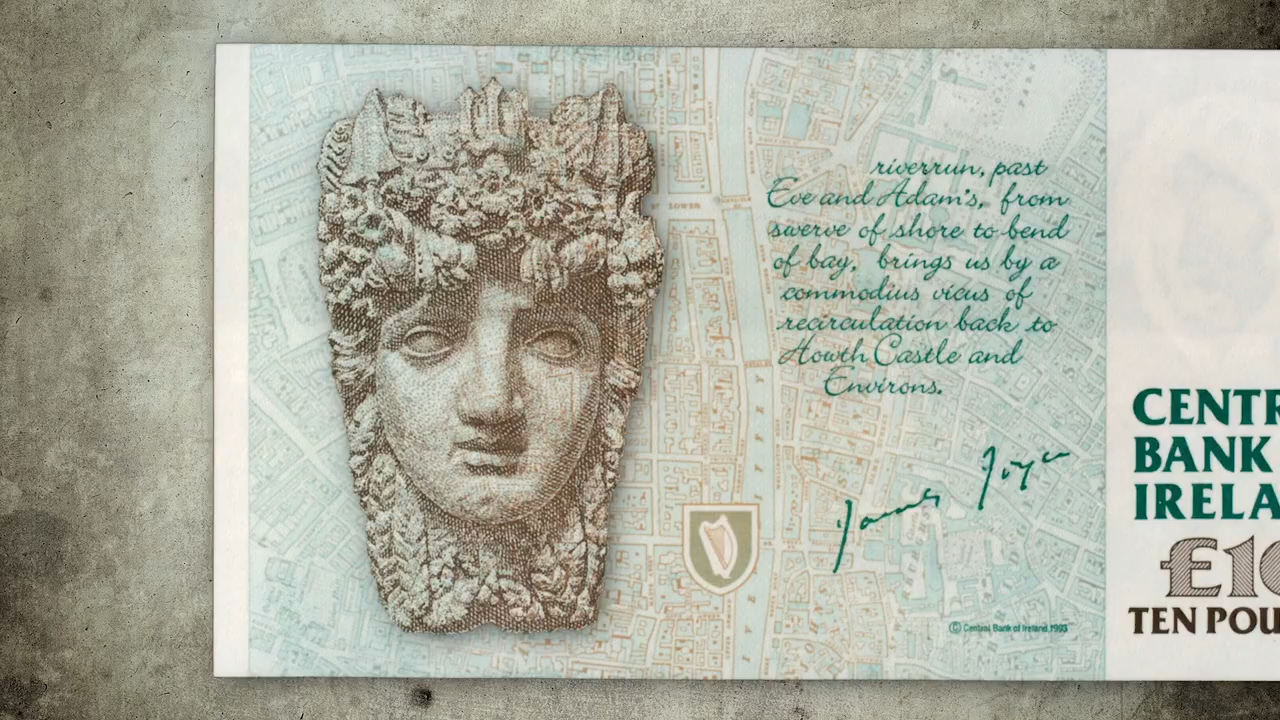 riverrun, past
Eve and Adam's, from
swerve of shore to bend
of bay, brings us by a
commodius vicus of
recirculation back to
Howth Castle and
Environs.
James Joyce
© Central Bank of Ireland 1993
CENTR
BANK
IRELA
£10
TEN POU
LOWER